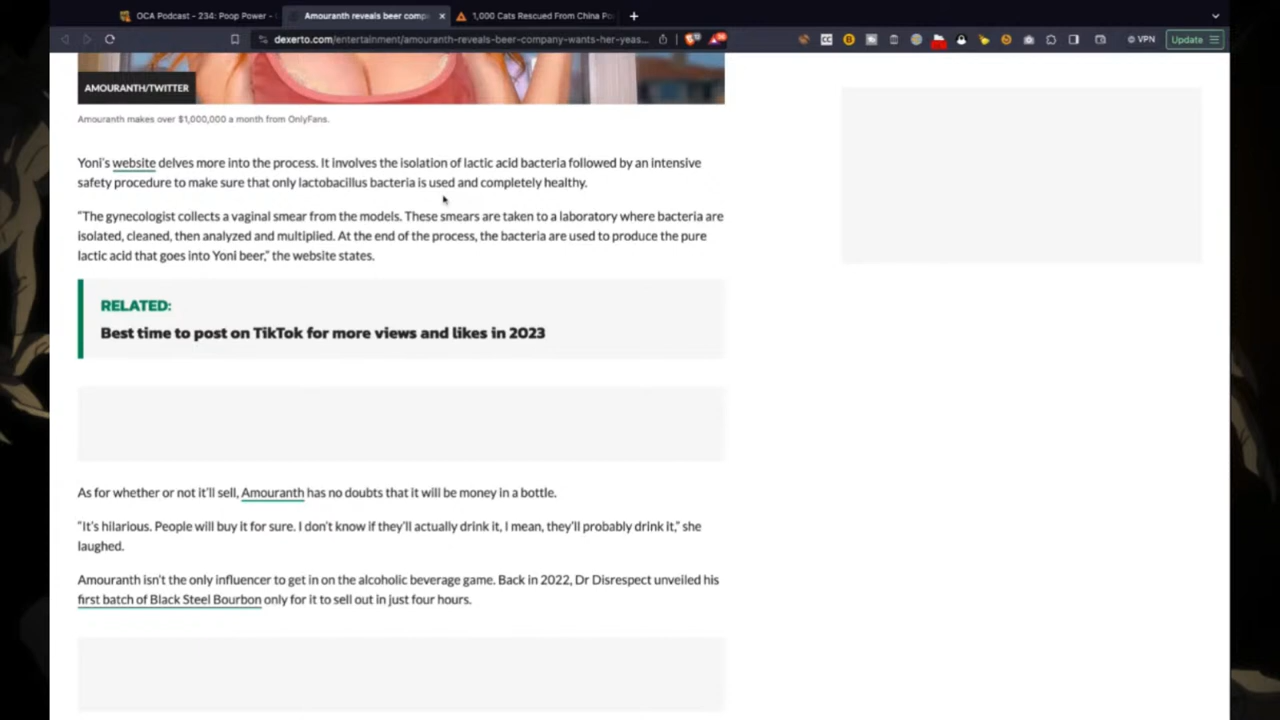 OCA Podcast - 234: Poop Power -
Amouranth reveals beer comp
1,000 Cats Rescued From China Po
dexerto.com/entertainment/amouranth-reveals-beer-company-wants-her-yeas...
VPN
Update
AMOURANTH/TWITTER
Amouranth makes over $1,000,000 a month from OnlyFans.
Yoni's website delves more into the process. It involves the isolation of lactic acid bacteria followed by an intensive
safety procedure to make sure that only lactobacillus bacteria is used and completely healthy.
"The gynecologist collects a vaginal smear from the models. These smears are taken to a laboratory where bacteria are
isolated, cleaned, then analyzed and multiplied. At the end of the process, the bacteria are used to produce the pure
lactic acid that goes into Yoni beer," the website states.
RELATED:
Best time to post on TikTok for more views and likes in 2023
As for whether or not it'll sell, Amouranth has no doubts that it will be money in a bottle.
"It's hilarious. People will buy it for sure. I don't know if they'll actually drink it, I mean, they'll probably drink it," she
laughed.
Amouranth isn't the only influencer to get in on the alcoholic beverage game. Back in 2022, Dr Disrespect unveiled his
first batch of Black Steel Bourbon only for it to sell out in just four hours.